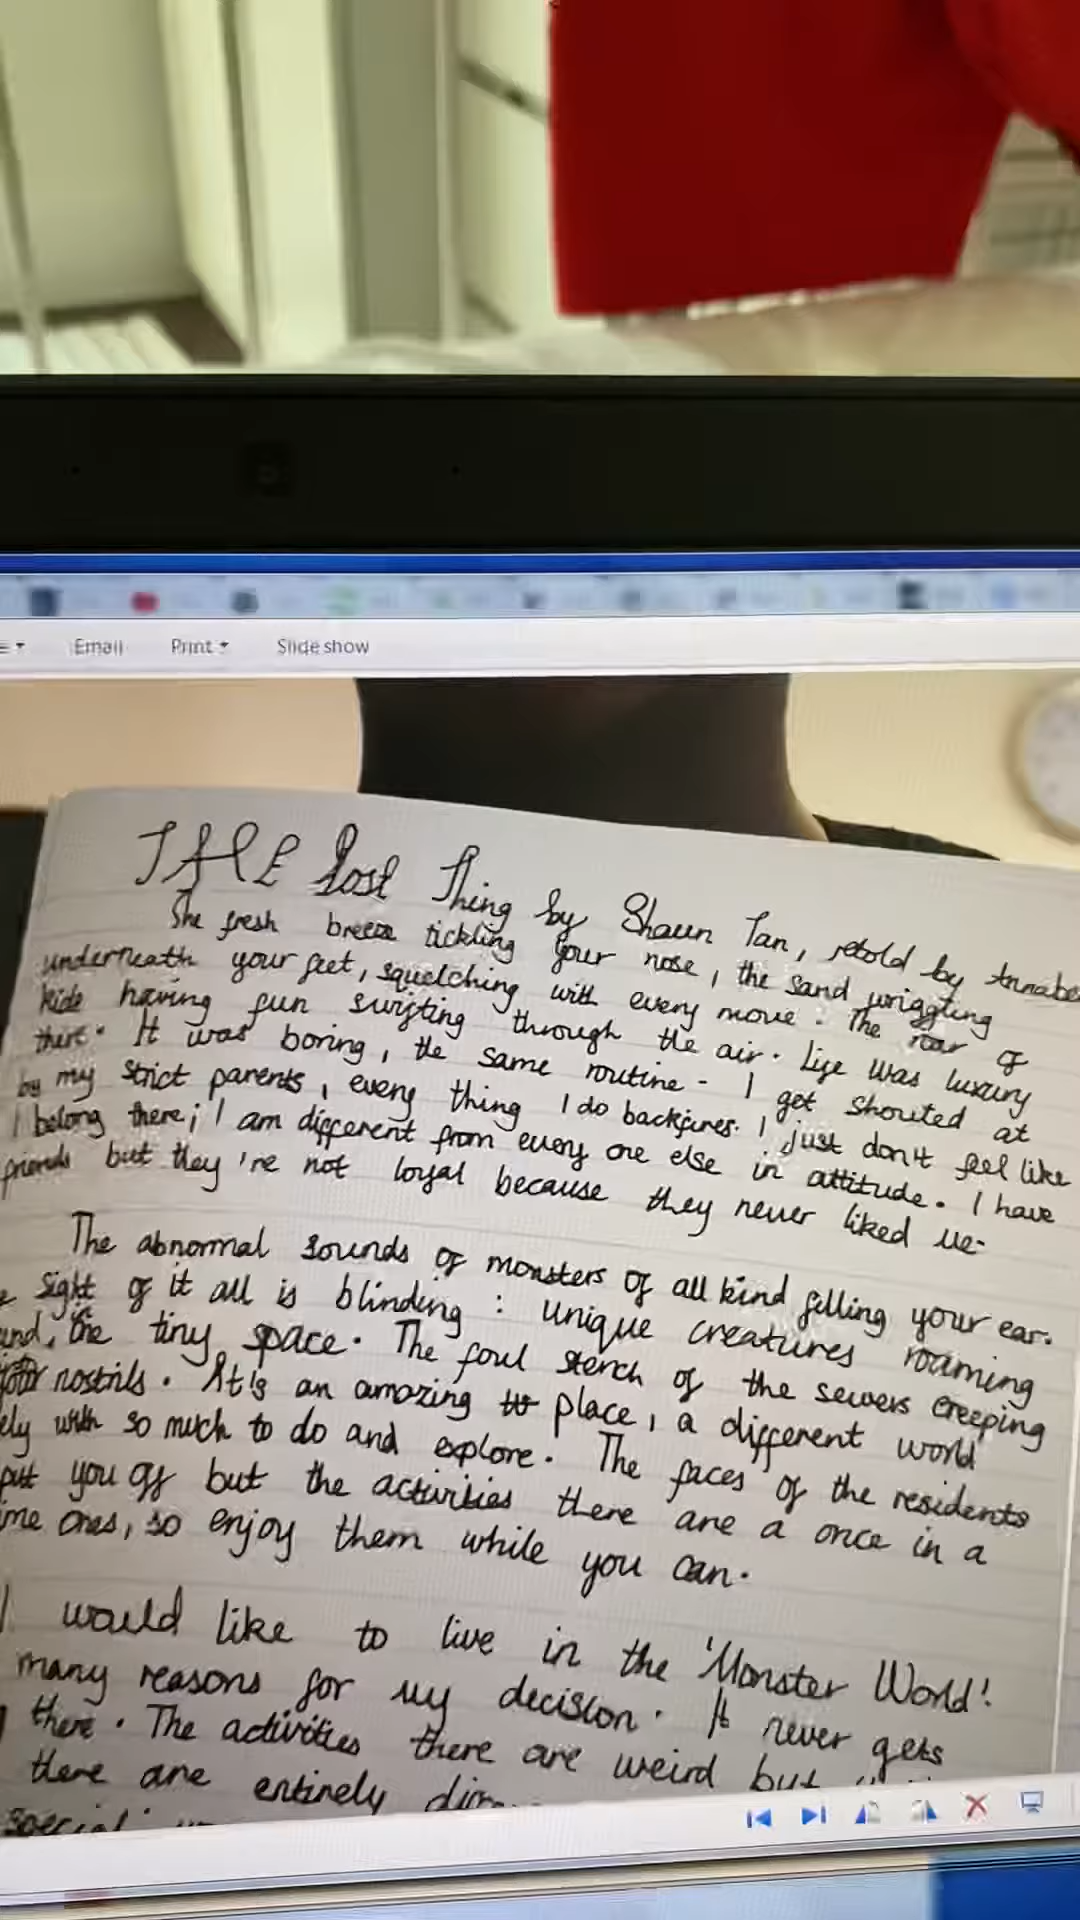 Email Print Slide show
THE Lost Thing by Shaun Tan, retold by Annabe
The fresh breeze tickling your nose, the sand wriggling
underneath your feet, squelching with every move. The roar of
kids having fun swifting through the air. Life was luxury
there. It was boring, the same routine. I get shouted at
by my strict parents, every thing I do backfires. I just don't feel like
I belong there; I am different from every one else in attitude. I have
friends but they're not loyal because they never liked me.
The abnormal sounds of monsters of all kind filling your ear.
sight of it all is blinding: unique creatures roaming
in the tiny space. The foul sterch of the sewers creeping
your nostrils. It's an amazing place, a different world
ely with so much to do and explore. The faces of the residents
put you off but the activities there are a once in a
me ones, so enjoy them while you can.
I would like to live in the 'Monster World!
many reasons for my decision. It never gets
there. The activities there are weird but
there are entirely
special